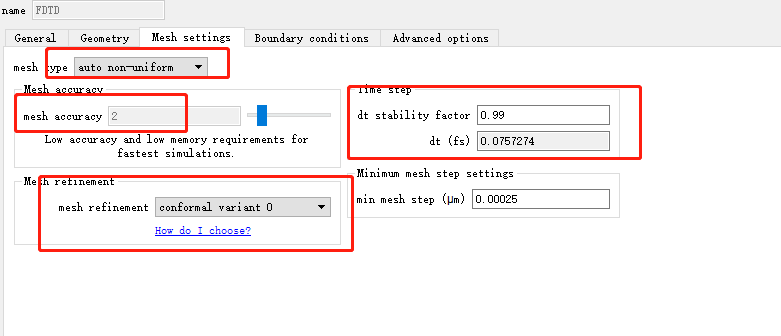 name FDTD
General Geometry Mesh settings Boundary conditions Advanced options
mesh type auto non-uniform
Mesh accuracy
mesh accuracy 2
Low accuracy and low memory requirements for
fastest simulations.
Time step
dt stability factor 0.99
dt (fs) 0.0757274
Mesh refinement
mesh refinement conformal variant 0
How do I choose?
Minimum mesh step settings
min mesh step (μm) 0.00025